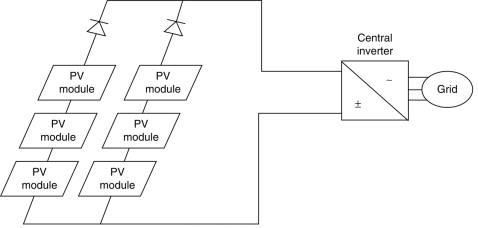 Central
inverter
PV
module
PV
module
~
±
Grid
PV
module
PV
module
PV
module
PV
module